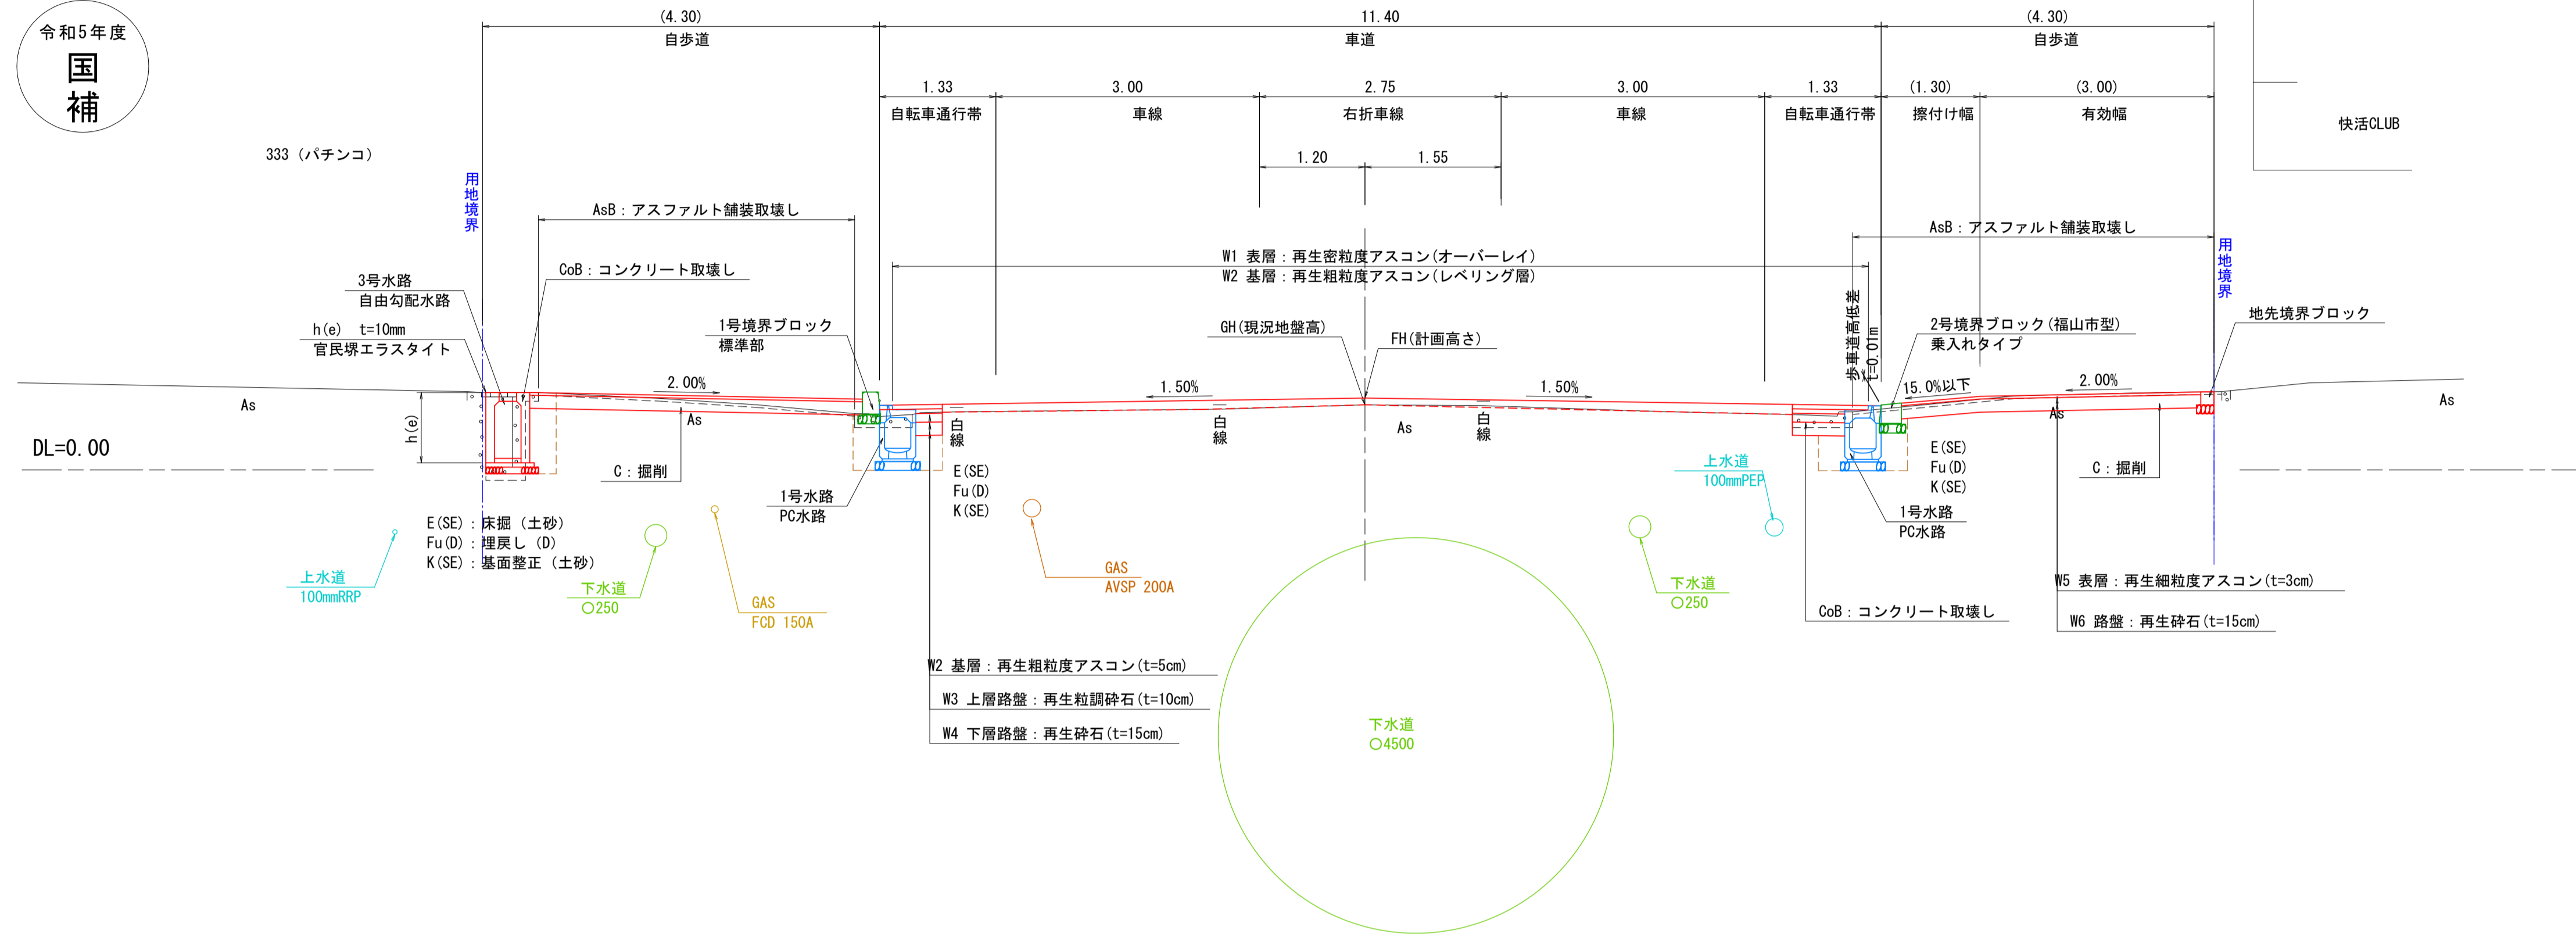 令和5年度
国
補
(4.30)
自歩道
11.40
車道
(4.30)
自歩道
1.33
自転車通行帯
3.00
車線
2.75
右折車線
3.00
車線
1.33
自転車通行帯
(1.30)
擦付け幅
(3.00)
有効幅
1.20
1.55
333 (パチンコ)
快活CLUB
用地境界
AsB:アスファルト舗装取壊し
CoB:コンクリート取壊し
3号水路
自由勾配水路
h(e) t=10mm
官民堺エラスタイト
1号境界ブロック
標準部
W1 表層:再生密粒度アスコン(オーバーレイ)
W2 基層:再生粗粒度アスコン(レベリング層)
GH(現況地盤高)
FH(計画高さ)
AsB:アスファルト舗装取壊し
用地境界
歩車道高低差
t=0.01m
2号境界ブロック(福山市型)
乗入れタイプ
地先境界ブロック
2.00%
1.50%
1.50%
15.0%以下
2.00%
As
As
As
As
As
白線
白線
白線
h(e)
DL=0.00
C:掘削
1号水路
PC水路
E(SE)
Fu(D)
K(SE)
E(SE):床掘(土砂)
Fu(D):埋戻し(D)
K(SE):基面整正(土砂)
上水道
100mmRRP
下水道
○250
GAS
FCD 150A
GAS
AVSP 200A
上水道
100mmPEP
下水道
○250
E(SE)
Fu(D)
K(SE)
C:掘削
1号水路
PC水路
CoB:コンクリート取壊し
W5 表層:再生細粒度アスコン(t=3cm)
W6 路盤:再生砕石(t=15cm)
W2 基層:再生粗粒度アスコン(t=5cm)
W3 上層路盤:再生粒調砕石(t=10cm)
W4 下層路盤:再生砕石(t=15cm)
下水道
○4500